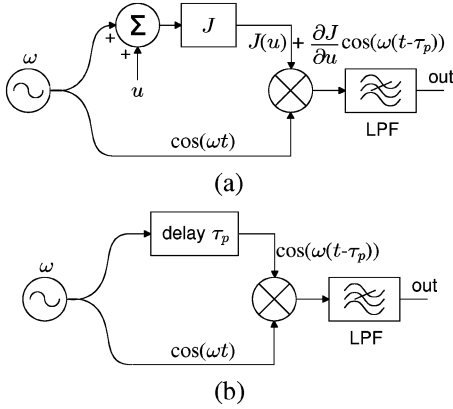 ω
+
+
Σ
J
u
J(u) + ∂J/∂u cos(ω(t-τp))
cos(ωt)
LPF
out
(a)
ω
delay τp
cos(ω(t-τp))
cos(ωt)
LPF
out
(b)